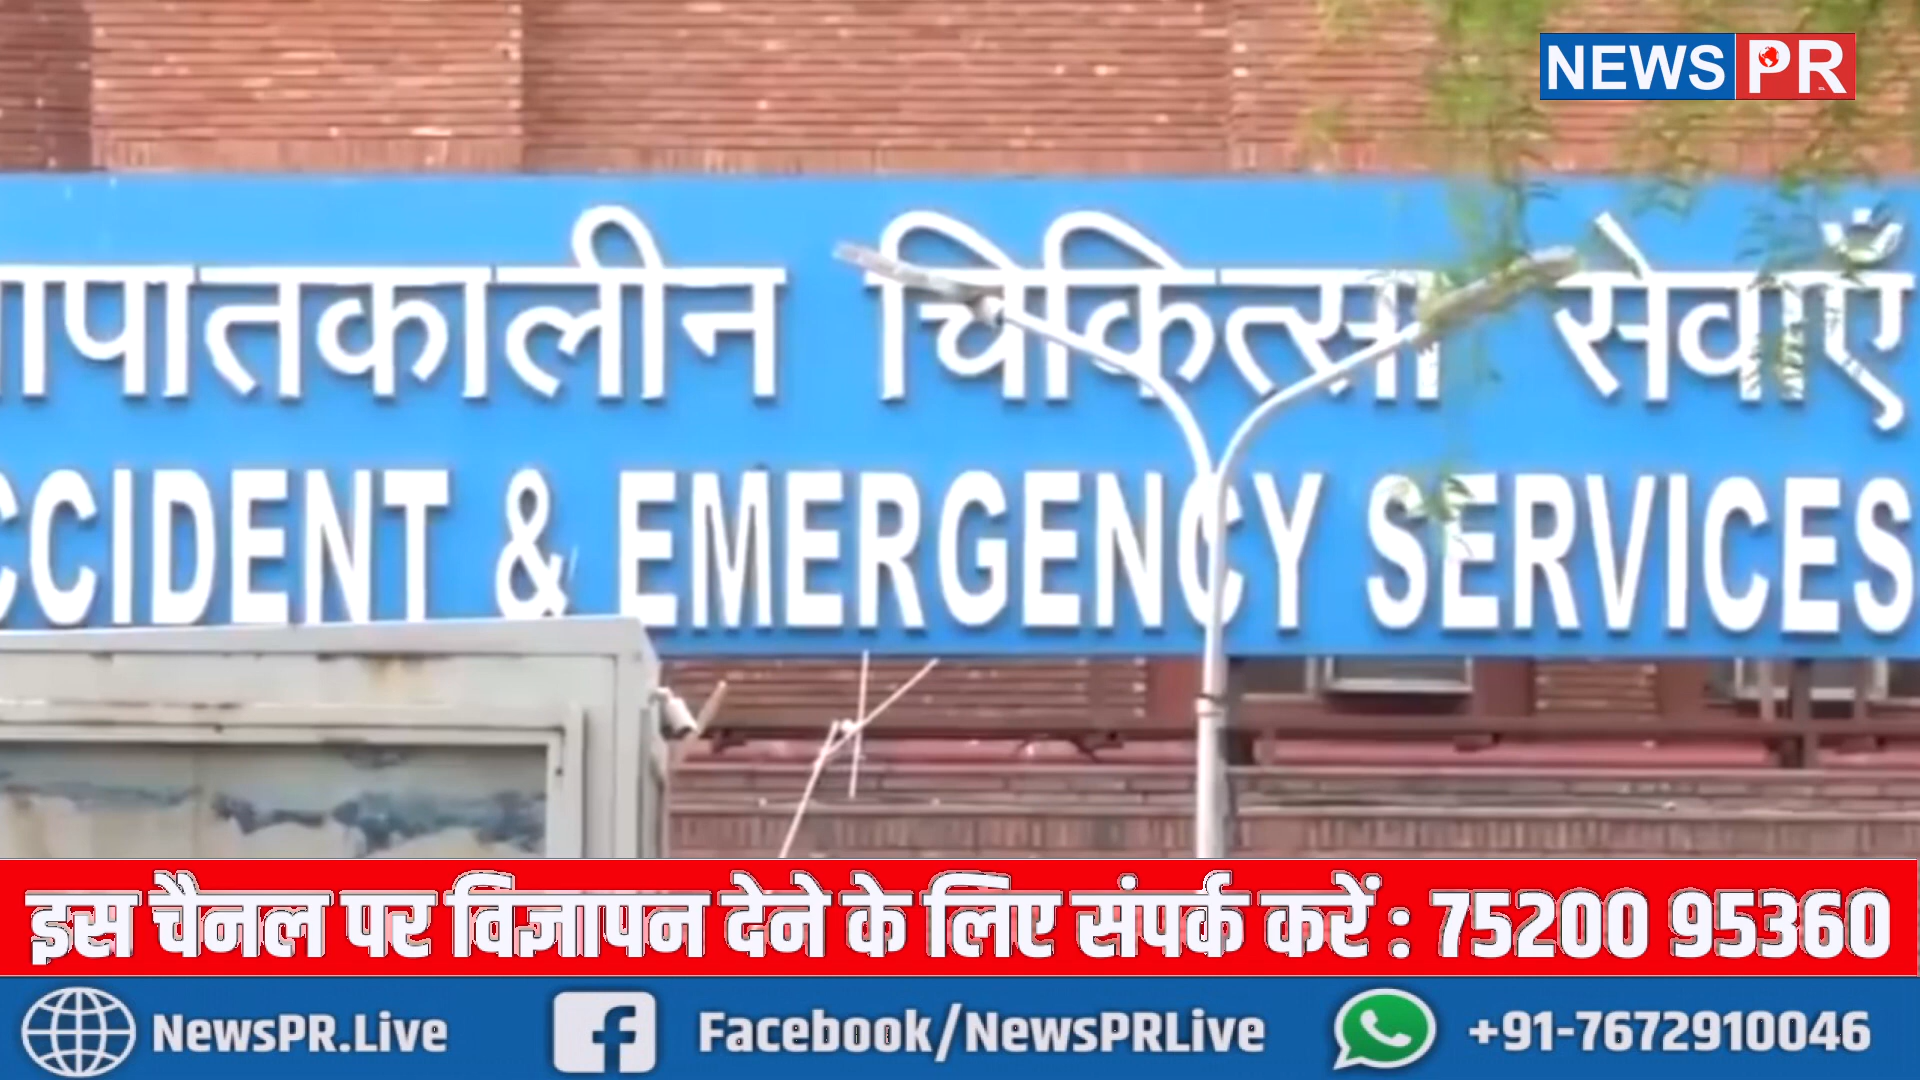 NEWS PR
ापातकालीन चिकित्सा सेवाएँ
CCIDENT & EMERGENCY SERVICES
इस चैनल पर विज्ञापन देने के लिए संपर्क करें : 75200 95360
NewsPR.Live Facebook/NewsPRLive +91-7672910046